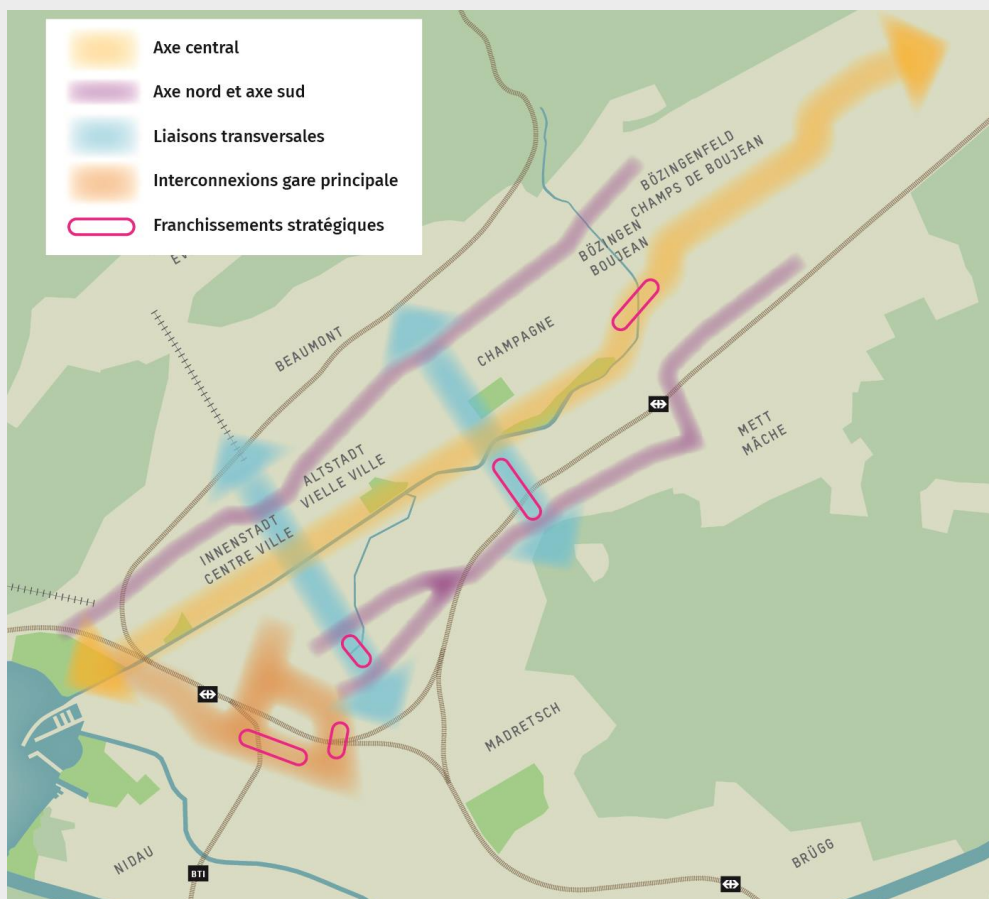 Axe central
Axe nord et axe sud
Liaisons transversales
Interconnexions gare principale
Franchissements stratégiques
BÖZINGENFELD
CHAMPS DE BOUJEAN
BÖZINGEN
BOUJEAN
CHAMPAGNE
BEAUMONT
METT
MÂCHE
ALTSTADT
VIELLE VILLE
INNENSTADT
CENTRE VILLE
MADRETSCH
NIDAU
BTI
BRÜGG